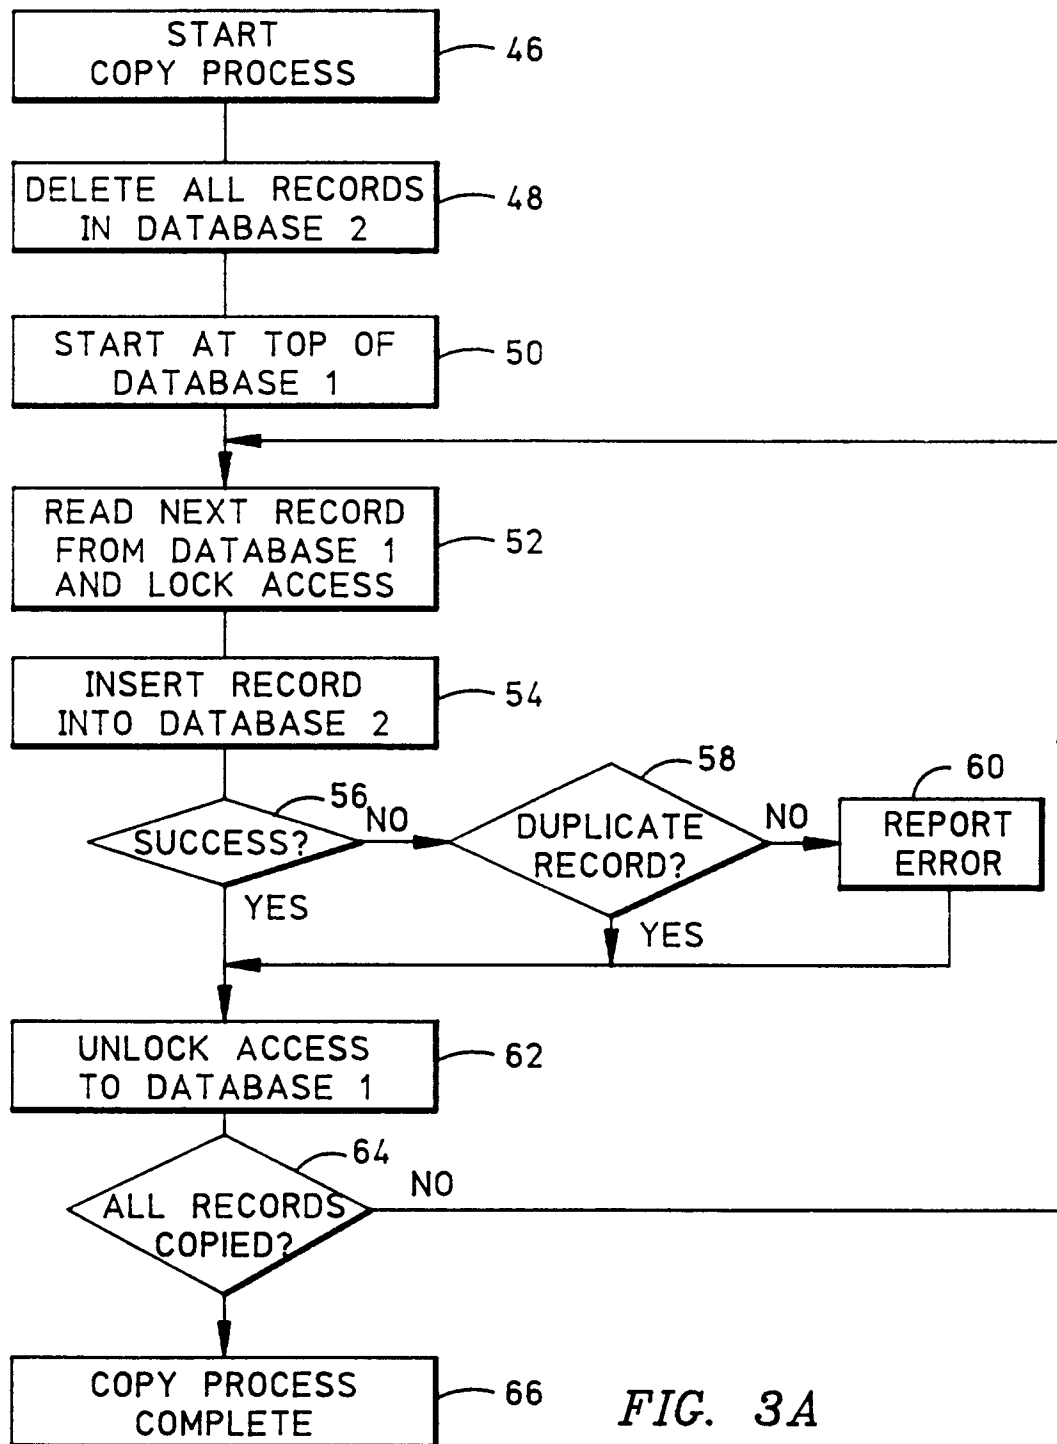 START
COPY PROCESS
46
DELETE ALL RECORDS
IN DATABASE 2
48
START AT TOP OF
DATABASE 1
50
READ NEXT RECORD
FROM DATABASE 1
AND LOCK ACCESS
52
INSERT RECORD
INTO DATABASE 2
54
SUCCESS?
56
NO
YES
DUPLICATE
RECORD?
58
NO
YES
REPORT
ERROR
60
UNLOCK ACCESS
TO DATABASE 1
62
ALL RECORDS
COPIED?
64
NO
COPY PROCESS
COMPLETE
66
FIG. 3A